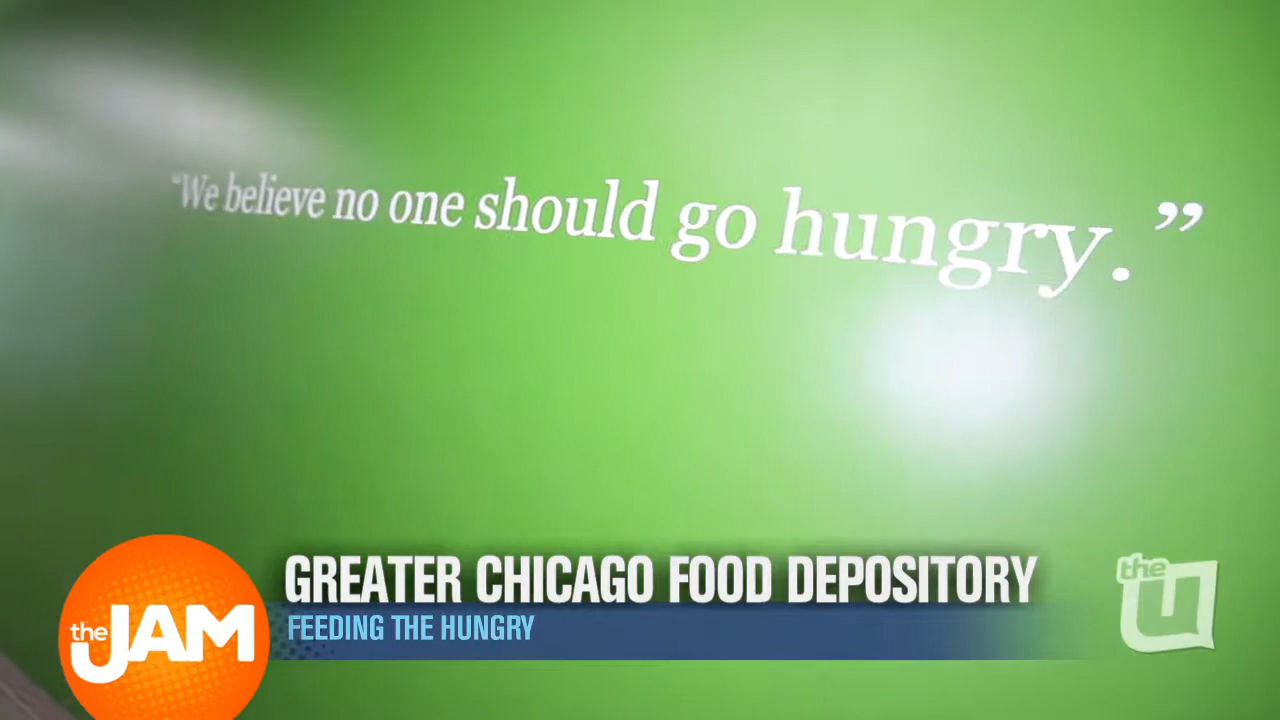 “We believe no one should go hungry.”
GREATER CHICAGO FOOD DEPOSITORY
FEEDING THE HUNGRY
the JAM
the U